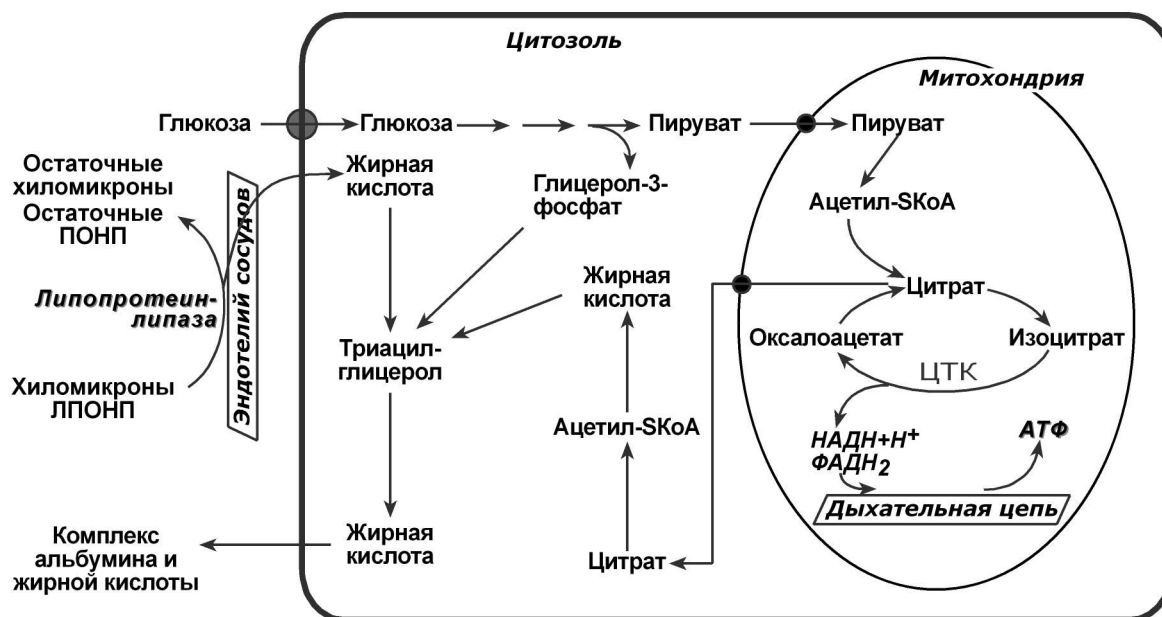 Цитозоль
Митохондрия
Глюкоза
Глюкоза
Пируват
Пируват
Остаточные
хиломикроны
Остаточные
ПОНП
Жирная
кислота
Глицерол-3-
фосфат
Ацетил-SКоА
Эндотелий сосудов
Липопротеин-
липаза
Жирная
кислота
Цитрат
Оксалоацетат
Изоцитрат
Триацил-
глицерол
ЦТК
Хиломикроны
ЛПОНП
Ацетил-SКоА
НАДН+Н⁺
ФАДН₂
АТФ
Дыхательная цепь
Комплекс
альбумина и
жирной кислоты
Жирная
кислота
Цитрат